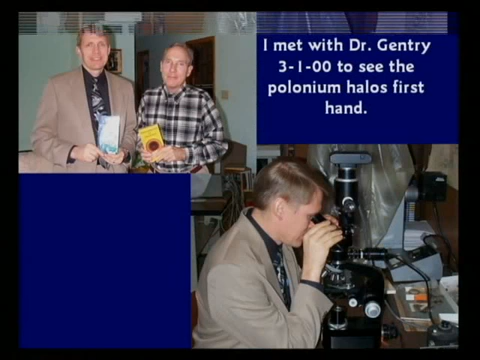 I met with Dr. Gentry
3-1-00 to see the
polonium halos first
hand.